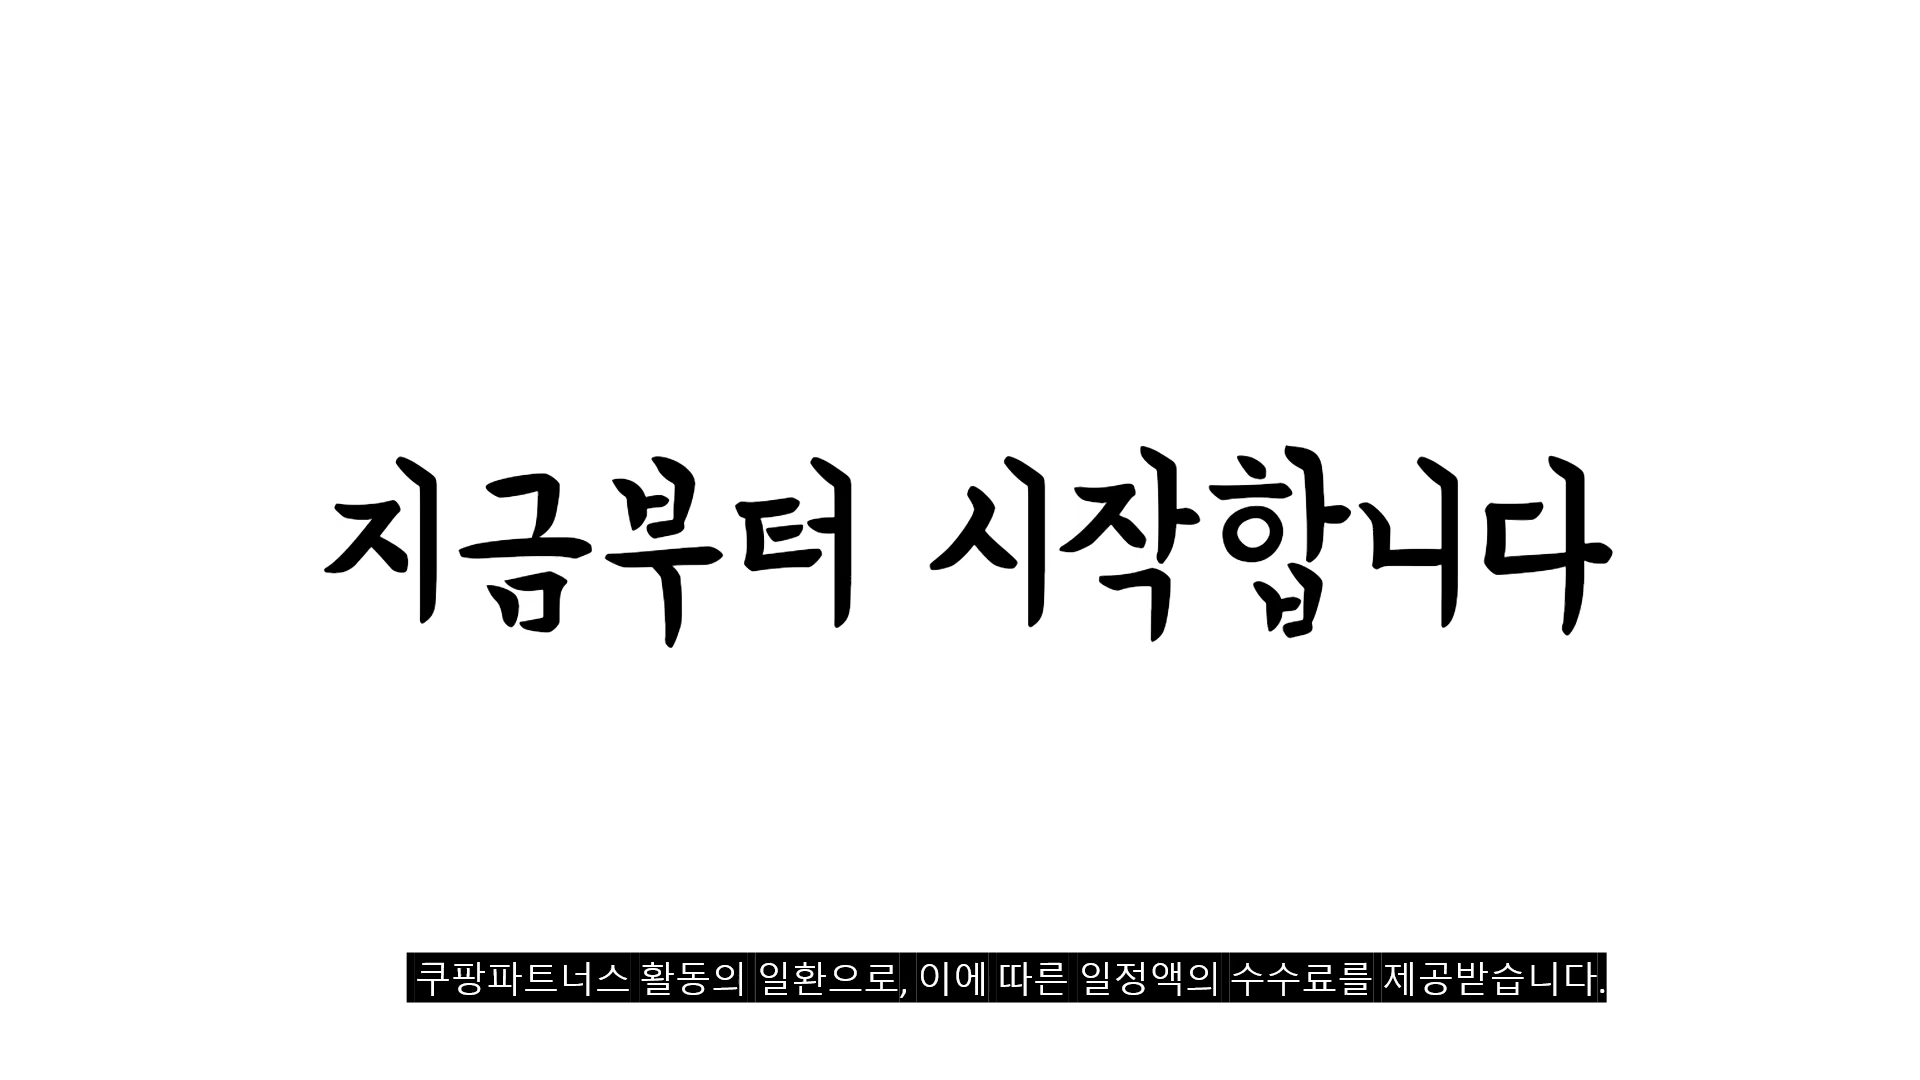 지금부터 시작합니다
쿠팡파트너스 활동의 일환으로, 이에 따른 일정액의 수수료를 제공받습니다.